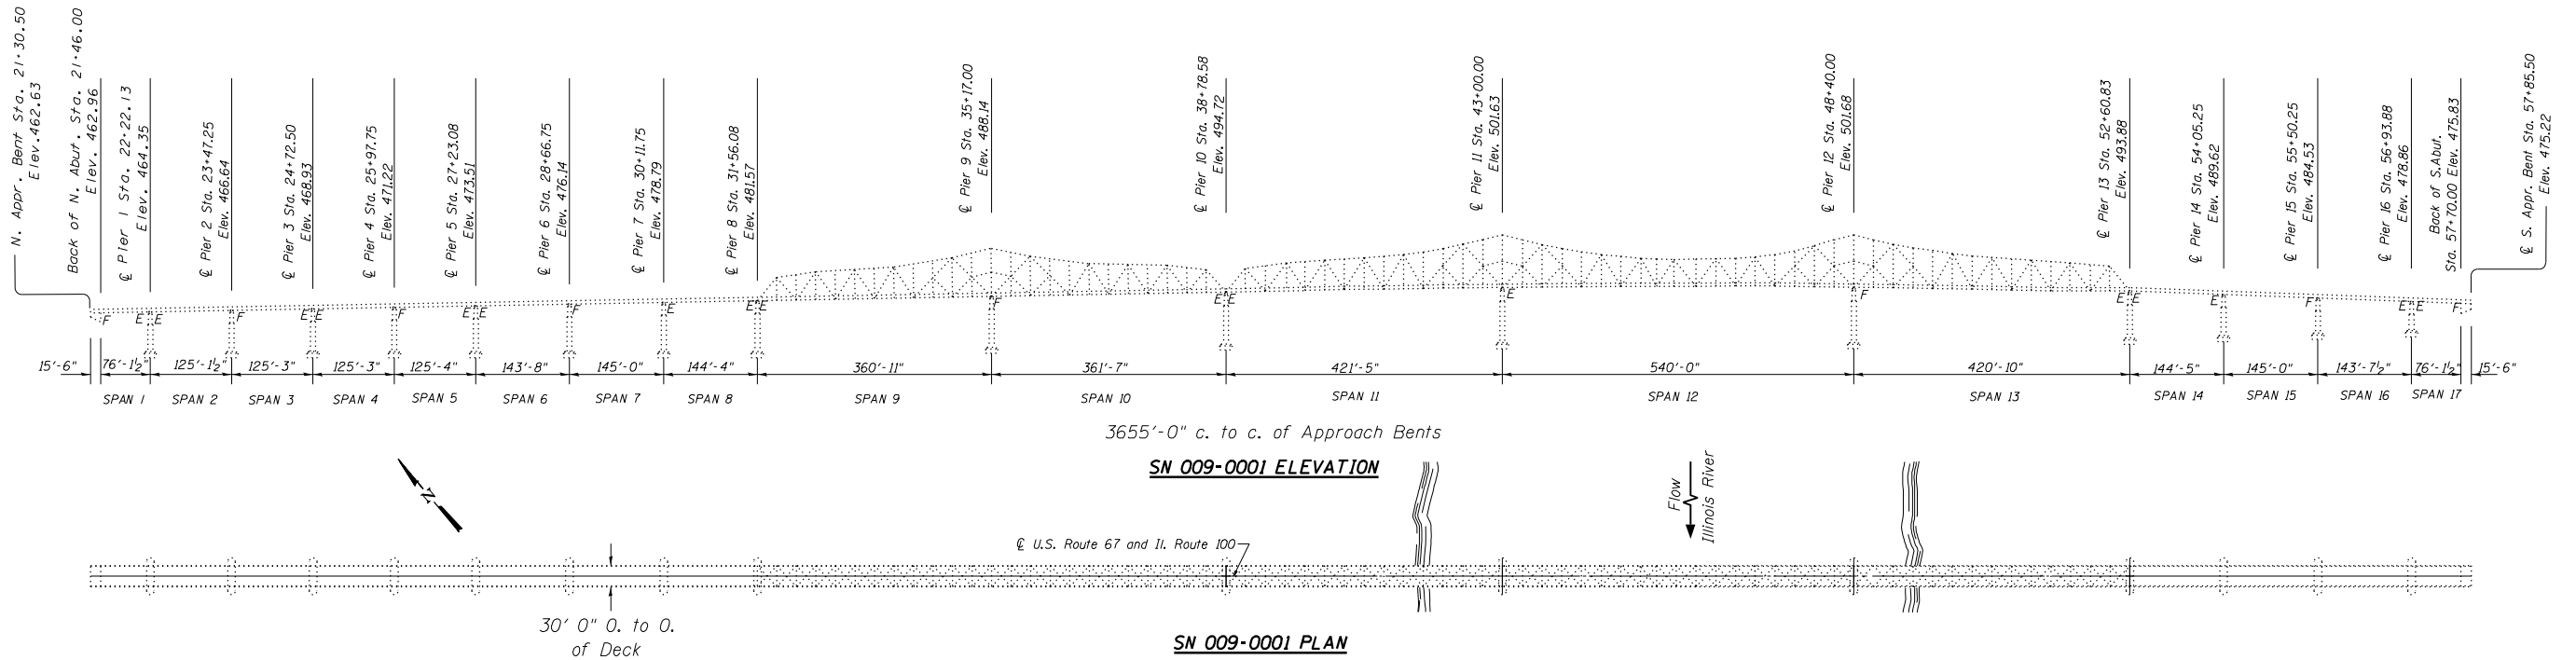 N. Appr. Bent Sta. 21+30.50
Elev.462.63
Back of N. Abut. Sta. 21+46.00
Elev. 462.96
℄ Pier 1 Sta. 22+22.13
Elev. 464.35
℄ Pier 2 Sta. 23+47.25
Elev. 466.64
℄ Pier 3 Sta. 24+72.50
Elev. 468.93
℄ Pier 4 Sta. 25+97.75
Elev. 471.22
℄ Pier 5 Sta. 27+23.08
Elev. 473.51
℄ Pier 6 Sta. 28+66.75
Elev. 476.14
℄ Pier 7 Sta. 30+11.75
Elev. 478.79
℄ Pier 8 Sta. 31+56.08
Elev. 481.57
℄ Pier 9 Sta. 35+17.00
Elev. 488.14
℄ Pier 10 Sta. 38+78.58
Elev. 494.72
℄ Pier 11 Sta. 43+00.00
Elev. 501.63
℄ Pier 12 Sta. 48+40.00
Elev. 501.68
℄ Pier 13 Sta. 52+60.83
Elev. 493.88
℄ Pier 14 Sta. 54+05.25
Elev. 489.62
℄ Pier 15 Sta. 55+50.25
Elev. 484.53
℄ Pier 16 Sta. 56+93.88
Elev. 478.86
Back of S.Abut.
Sta. 57+70.00 Elev. 475.83
℄ S. Appr. Bent Sta. 57+85.50
Elev. 475.22
F E E F E E F E E F E E E F E E E F E E E F E E F
15'-6" 76'-1½" 125'-1½" 125'-3" 125'-3" 125'-4" 143'-8" 145'-0" 144'-4" 360'-11" 361'-7" 421'-5" 540'-0" 420'-10" 144'-5" 145'-0" 143'-7½" 76'-1½" 15'-6"
SPAN 1 SPAN 2 SPAN 3 SPAN 4 SPAN 5 SPAN 6 SPAN 7 SPAN 8 SPAN 9 SPAN 10 SPAN 11 SPAN 12 SPAN 13 SPAN 14 SPAN 15 SPAN 16 SPAN 17
3655'-0" c. to c. of Approach Bents
SN 009-0001 ELEVATION
N
Flow
Illinois River
℄ U.S. Route 67 and Il. Route 100
30' 0" O. to O.
of Deck
SN 009-0001 PLAN